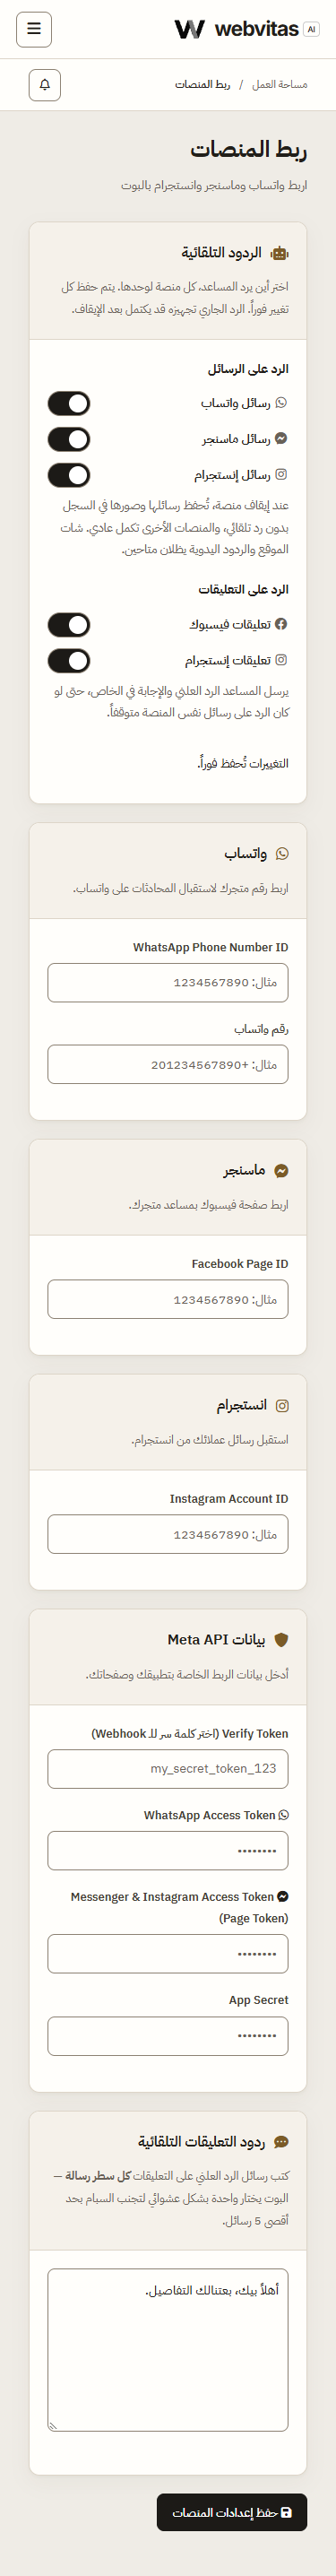 webvitas AI
مساحة العمل / ربط المنصات
ربط المنصات
اربط واتساب وماسنجر وانستجرام بالبوت
الردود التلقائية
اختر أين يرد المساعد، كل منصة لوحدها. يتم حفظ كل
تغيير فوراً. الرد الجاري تجهيزه قد يكتمل بعد الإيقاف.
الرد على الرسائل
رسائل واتساب
رسائل ماسنجر
رسائل إنستجرام
عند إيقاف منصة، تُحفظ رسائلها وصورها في السجل
بدون رد تلقائي، والمنصات الأخرى تكمل عادي. شات
الموقع والردود اليدوية يظلان متاحين.
الرد على التعليقات
تعليقات فيسبوك
تعليقات إنستجرام
يرسل المساعد الرد العلني والإجابة في الخاص، حتى لو
كان الرد على رسائل نفس المنصة متوقفاً.
التغييرات تُحفظ فوراً.
واتساب
اربط رقم متجرك لاستقبال المحادثات على واتساب.
WhatsApp Phone Number ID
مثال: 1234567890
رقم واتساب
مثال: +201234567890
ماسنجر
اربط صفحة فيسبوك بمساعد متجرك.
Facebook Page ID
مثال: 1234567890
انستجرام
استقبل رسائل عملائك من انستجرام.
Instagram Account ID
مثال: 1234567890
بيانات Meta API
أدخل بيانات الربط الخاصة بتطبيقك وصفحاتك.
Verify Token (اختر كلمة سر للـ Webhook)
my_secret_token_123
WhatsApp Access Token
••••••••
Messenger & Instagram Access Token
(Page Token)
••••••••
App Secret
••••••••
ردود التعليقات التلقائية
كتب رسائل الرد العلني على التعليقات كل سطر رسالة —
البوت يختار واحدة بشكل عشوائي لتجنب السبام بحد
أقصى 5 رسائل.
أهلاً بيك، بعتنالك التفاصيل.
حفظ إعدادات المنصات